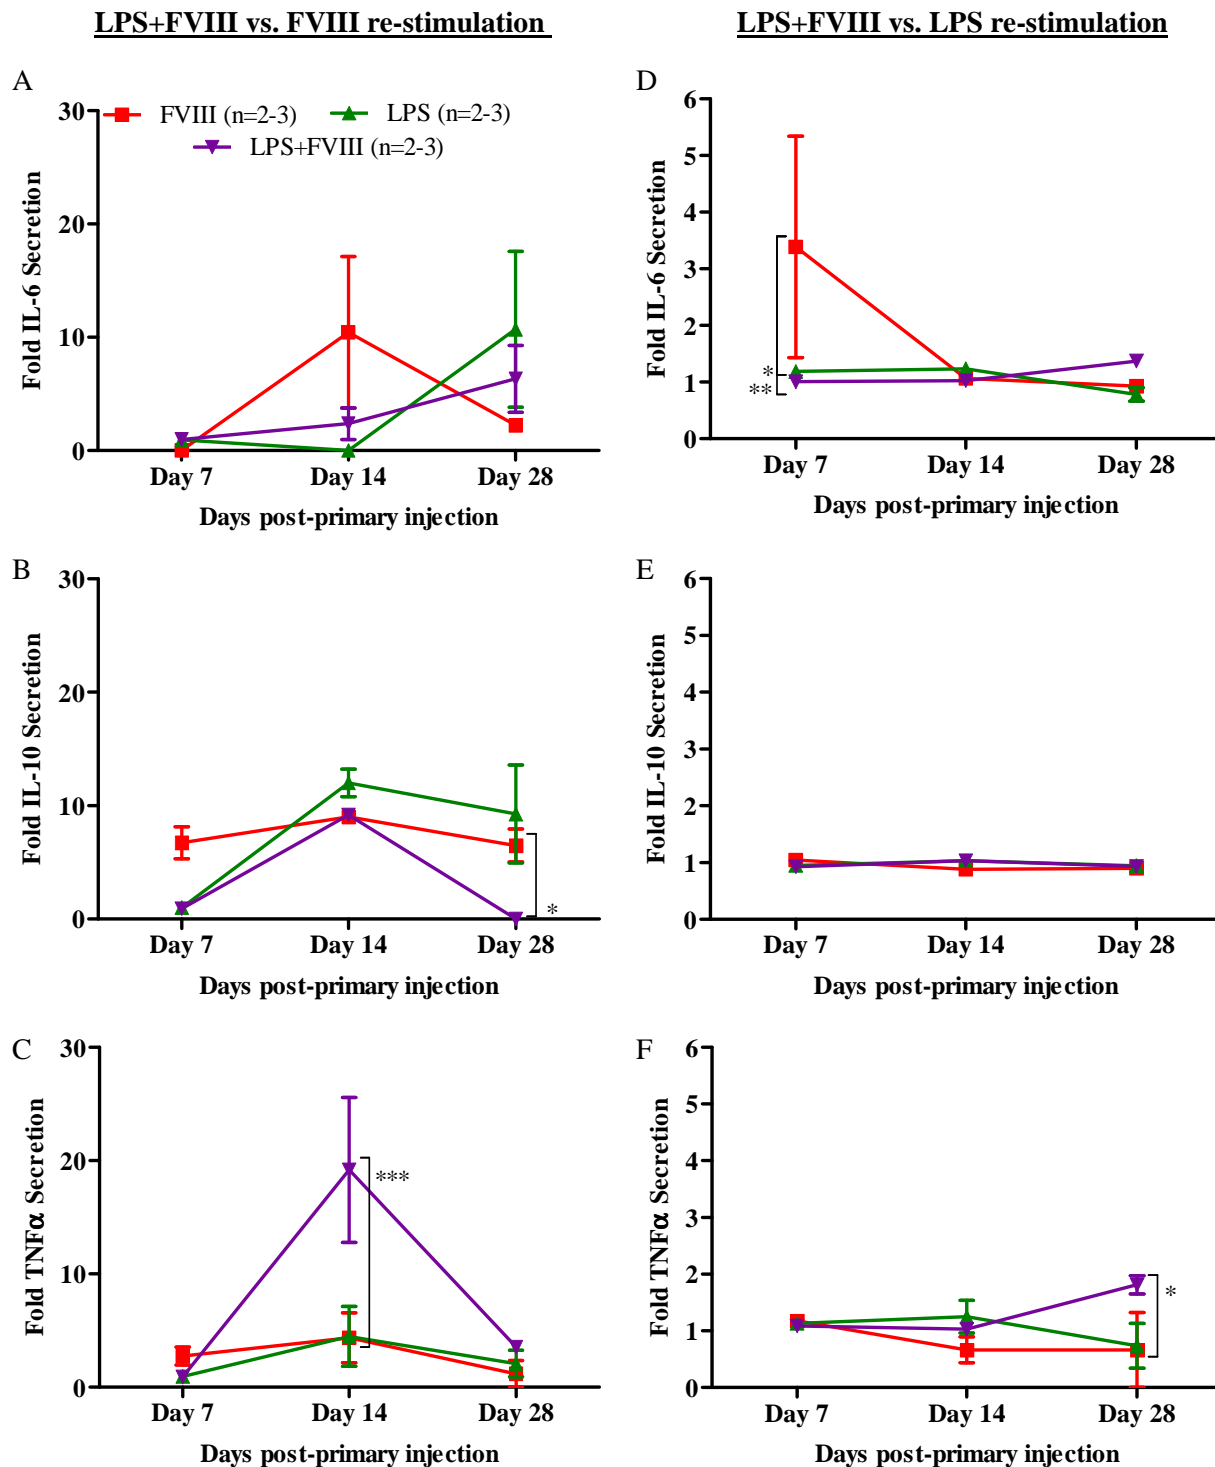 LPS+FVIII vs. FVIII re-stimulation
LPS+FVIII vs. LPS re-stimulation
A
FVIII (n=2-3)
LPS (n=2-3)
LPS+FVIII (n=2-3)
30
20
10
0
Fold IL-6 Secretion
Day 7
Day 14
Day 28
Days post-primary injection
D
6
5
4
3
2
1
0
*
**
Fold IL-6 Secretion
Day 7
Day 14
Day 28
Days post-primary injection
B
30
20
10
0
*
Fold IL-10 Secretion
Day 7
Day 14
Day 28
Days post-primary injection
E
6
5
4
3
2
1
0
Fold IL-10 Secretion
Day 7
Day 14
Day 28
Days post-primary injection
C
30
20
10
0
***
Fold TNFα Secretion
Day 7
Day 14
Day 28
Days post-primary injection
F
6
5
4
3
2
1
0
*
Fold TNFα Secretion
Day 7
Day 14
Day 28
Days post-primary injection